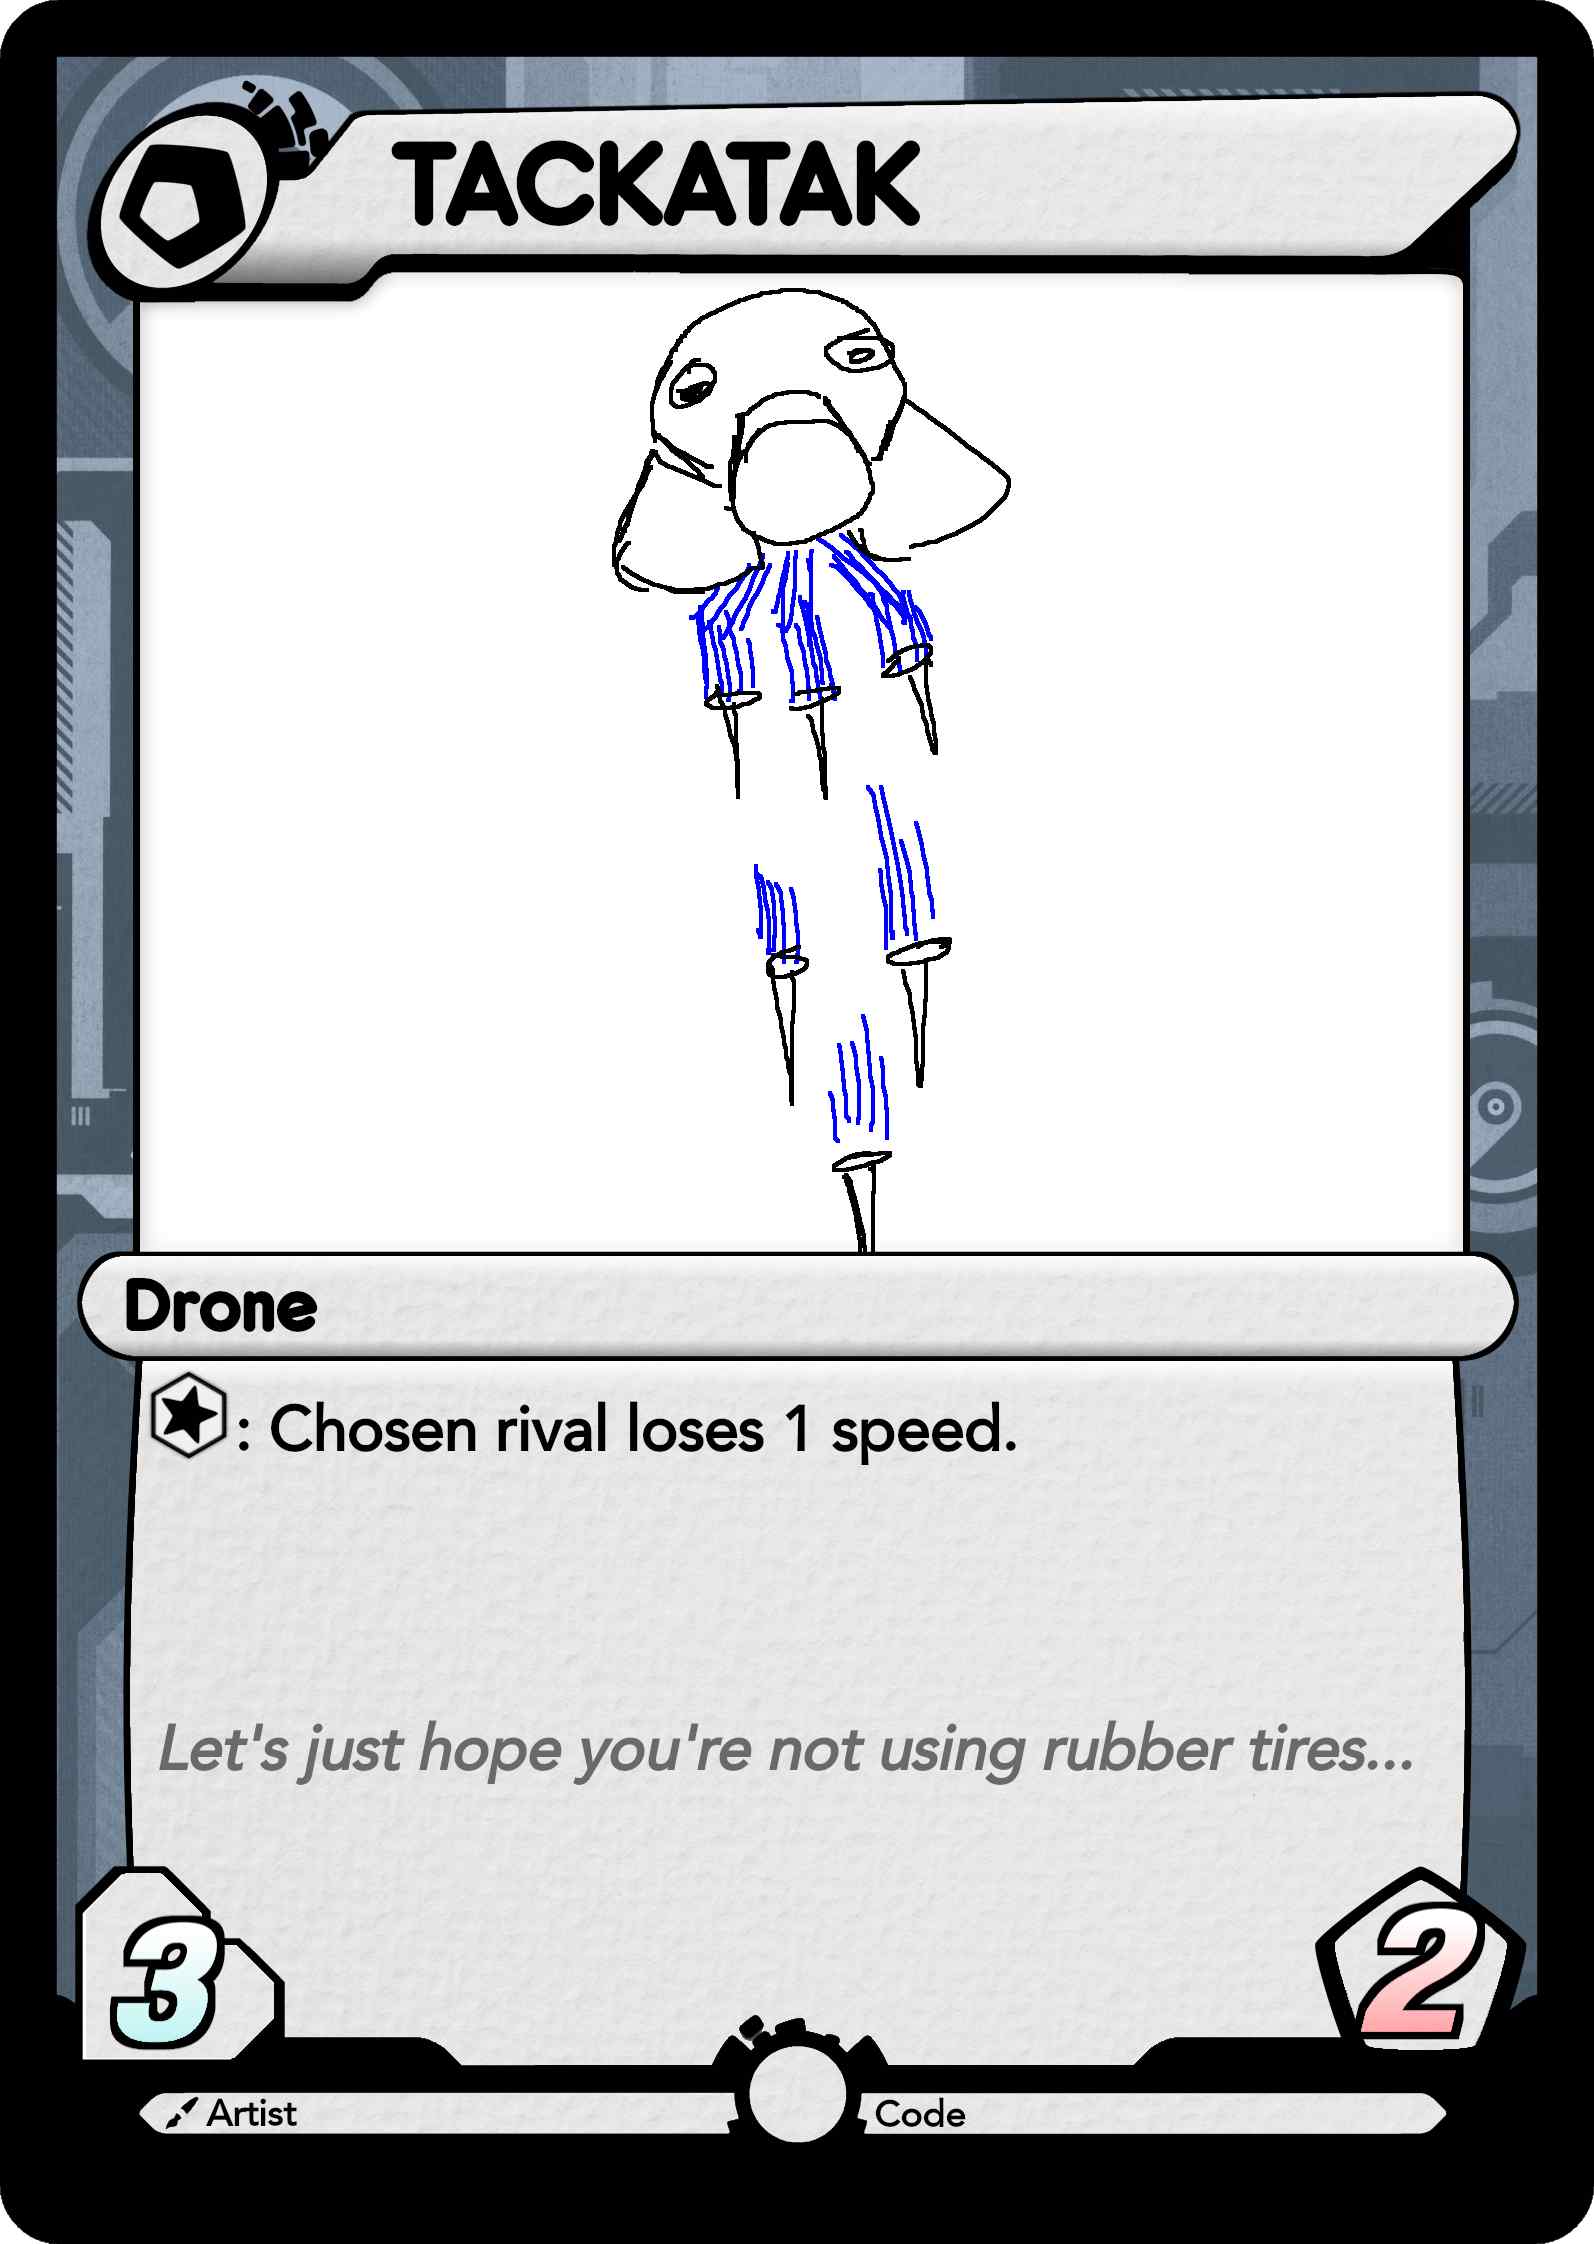 TACKATAK
Drone
: Chosen rival loses 1 speed.
Let's just hope you're not using rubber tires...
3
2
Artist
Code